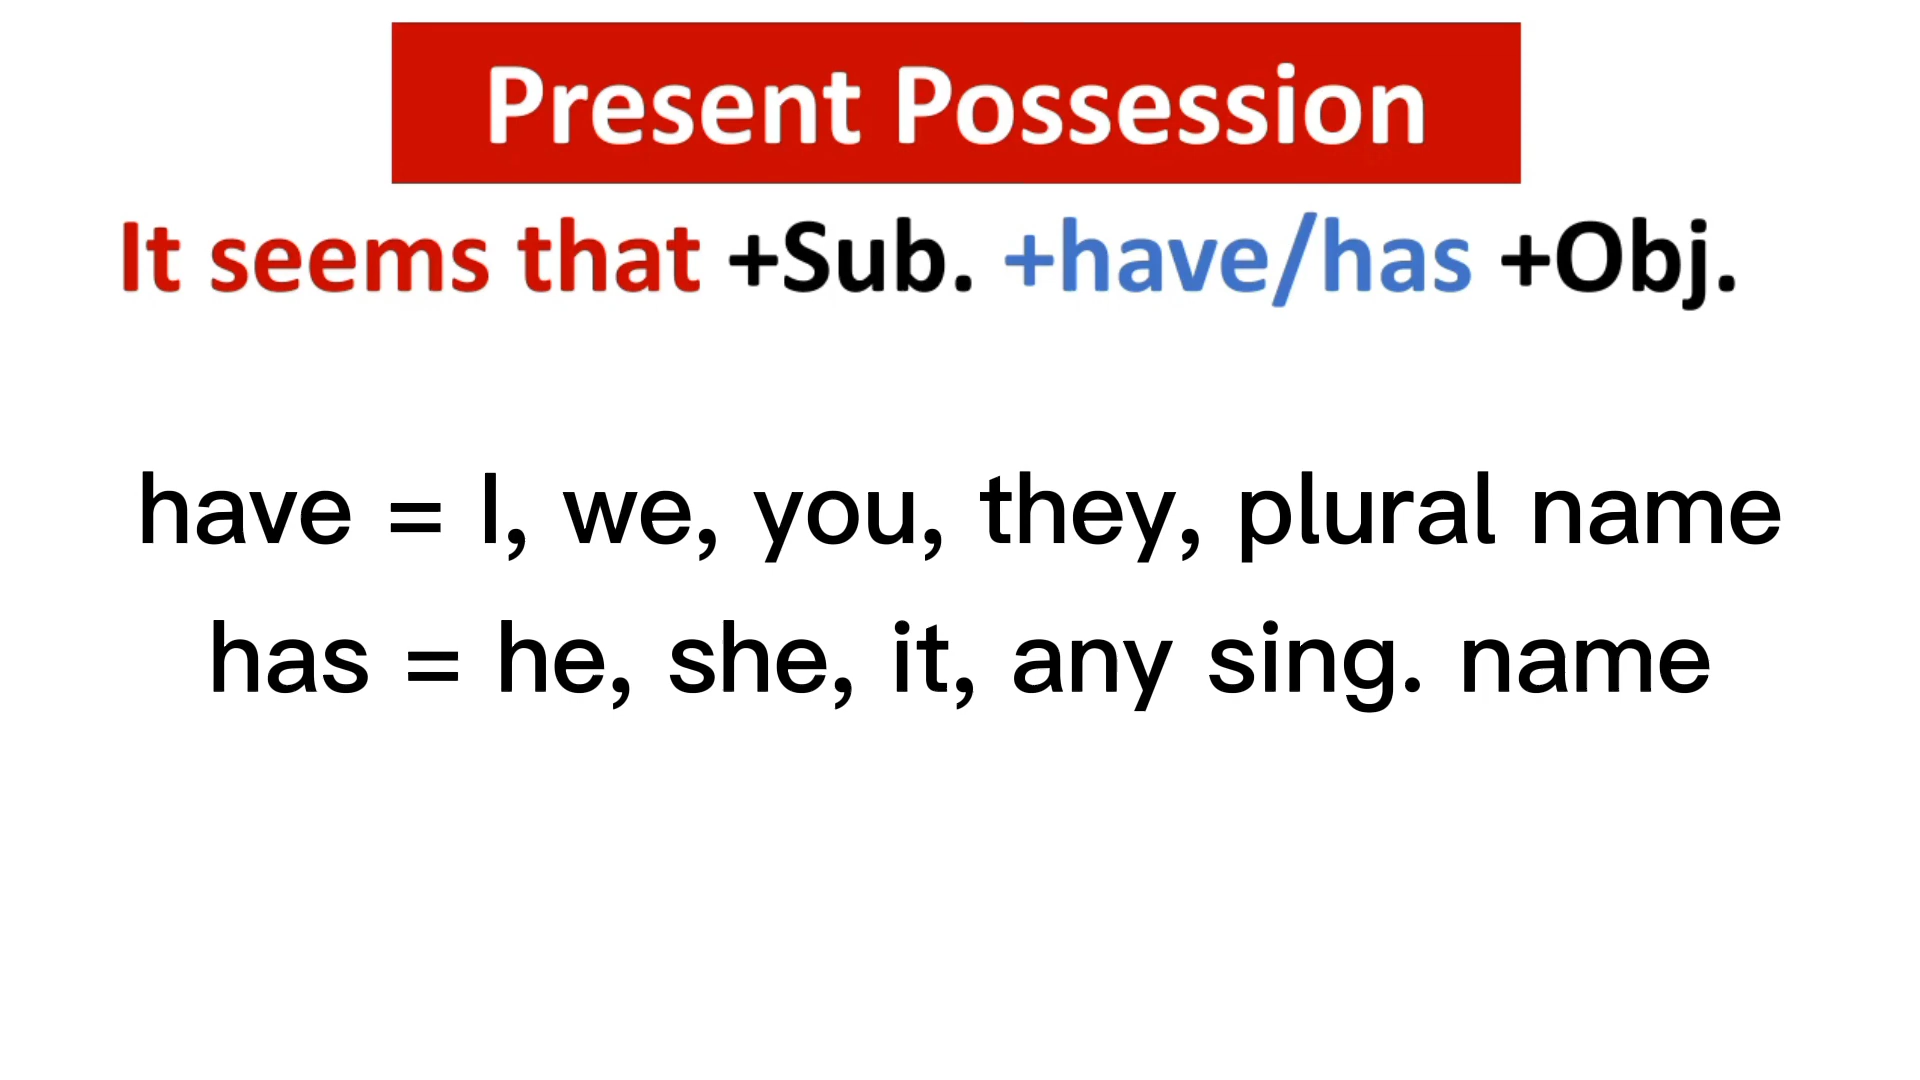 Present Possession
It seems that +Sub. +have/has +Obj.
have = I, we, you, they, plural name
has = he, she, it, any sing. name